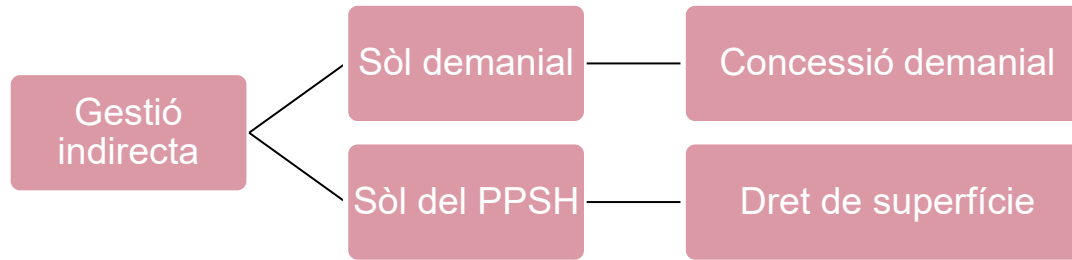 Gestió
indirecta
Sòl demanial
Concessió demanial
Sòl del PPSH
Dret de superfície